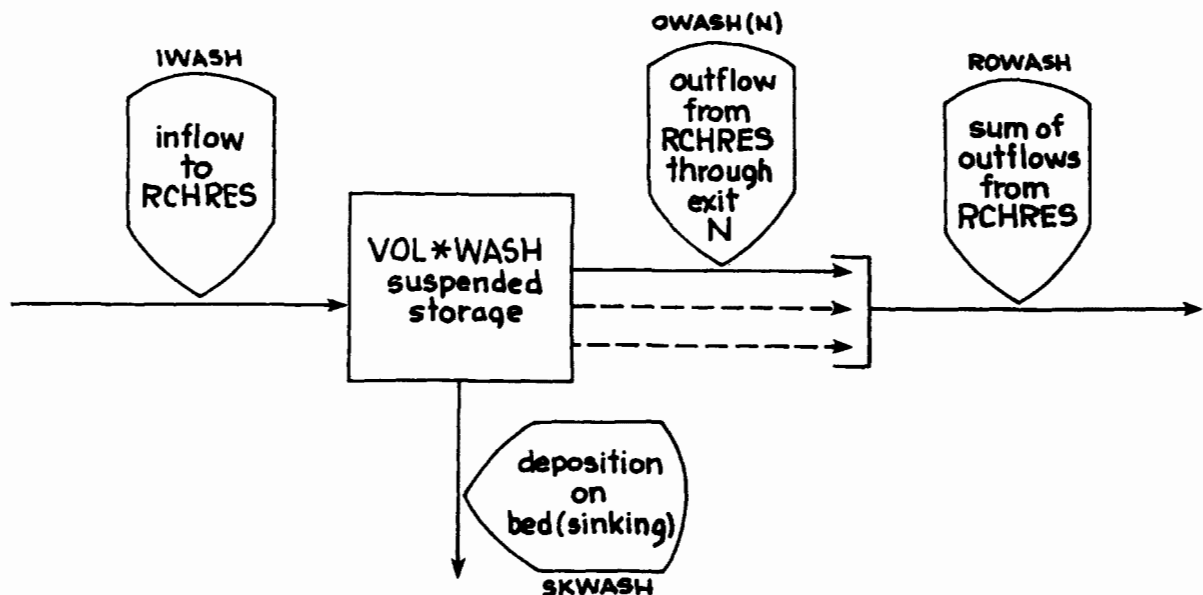 IWASH
inflow
to
RCHRES
VOL*WASH
suspended
storage
OWASH(N)
outflow
from
RCHRES
through
exit
N
ROWASH
sum of
outflows
from
RCHRES
deposition
on
bed(sinking)
SKWASH